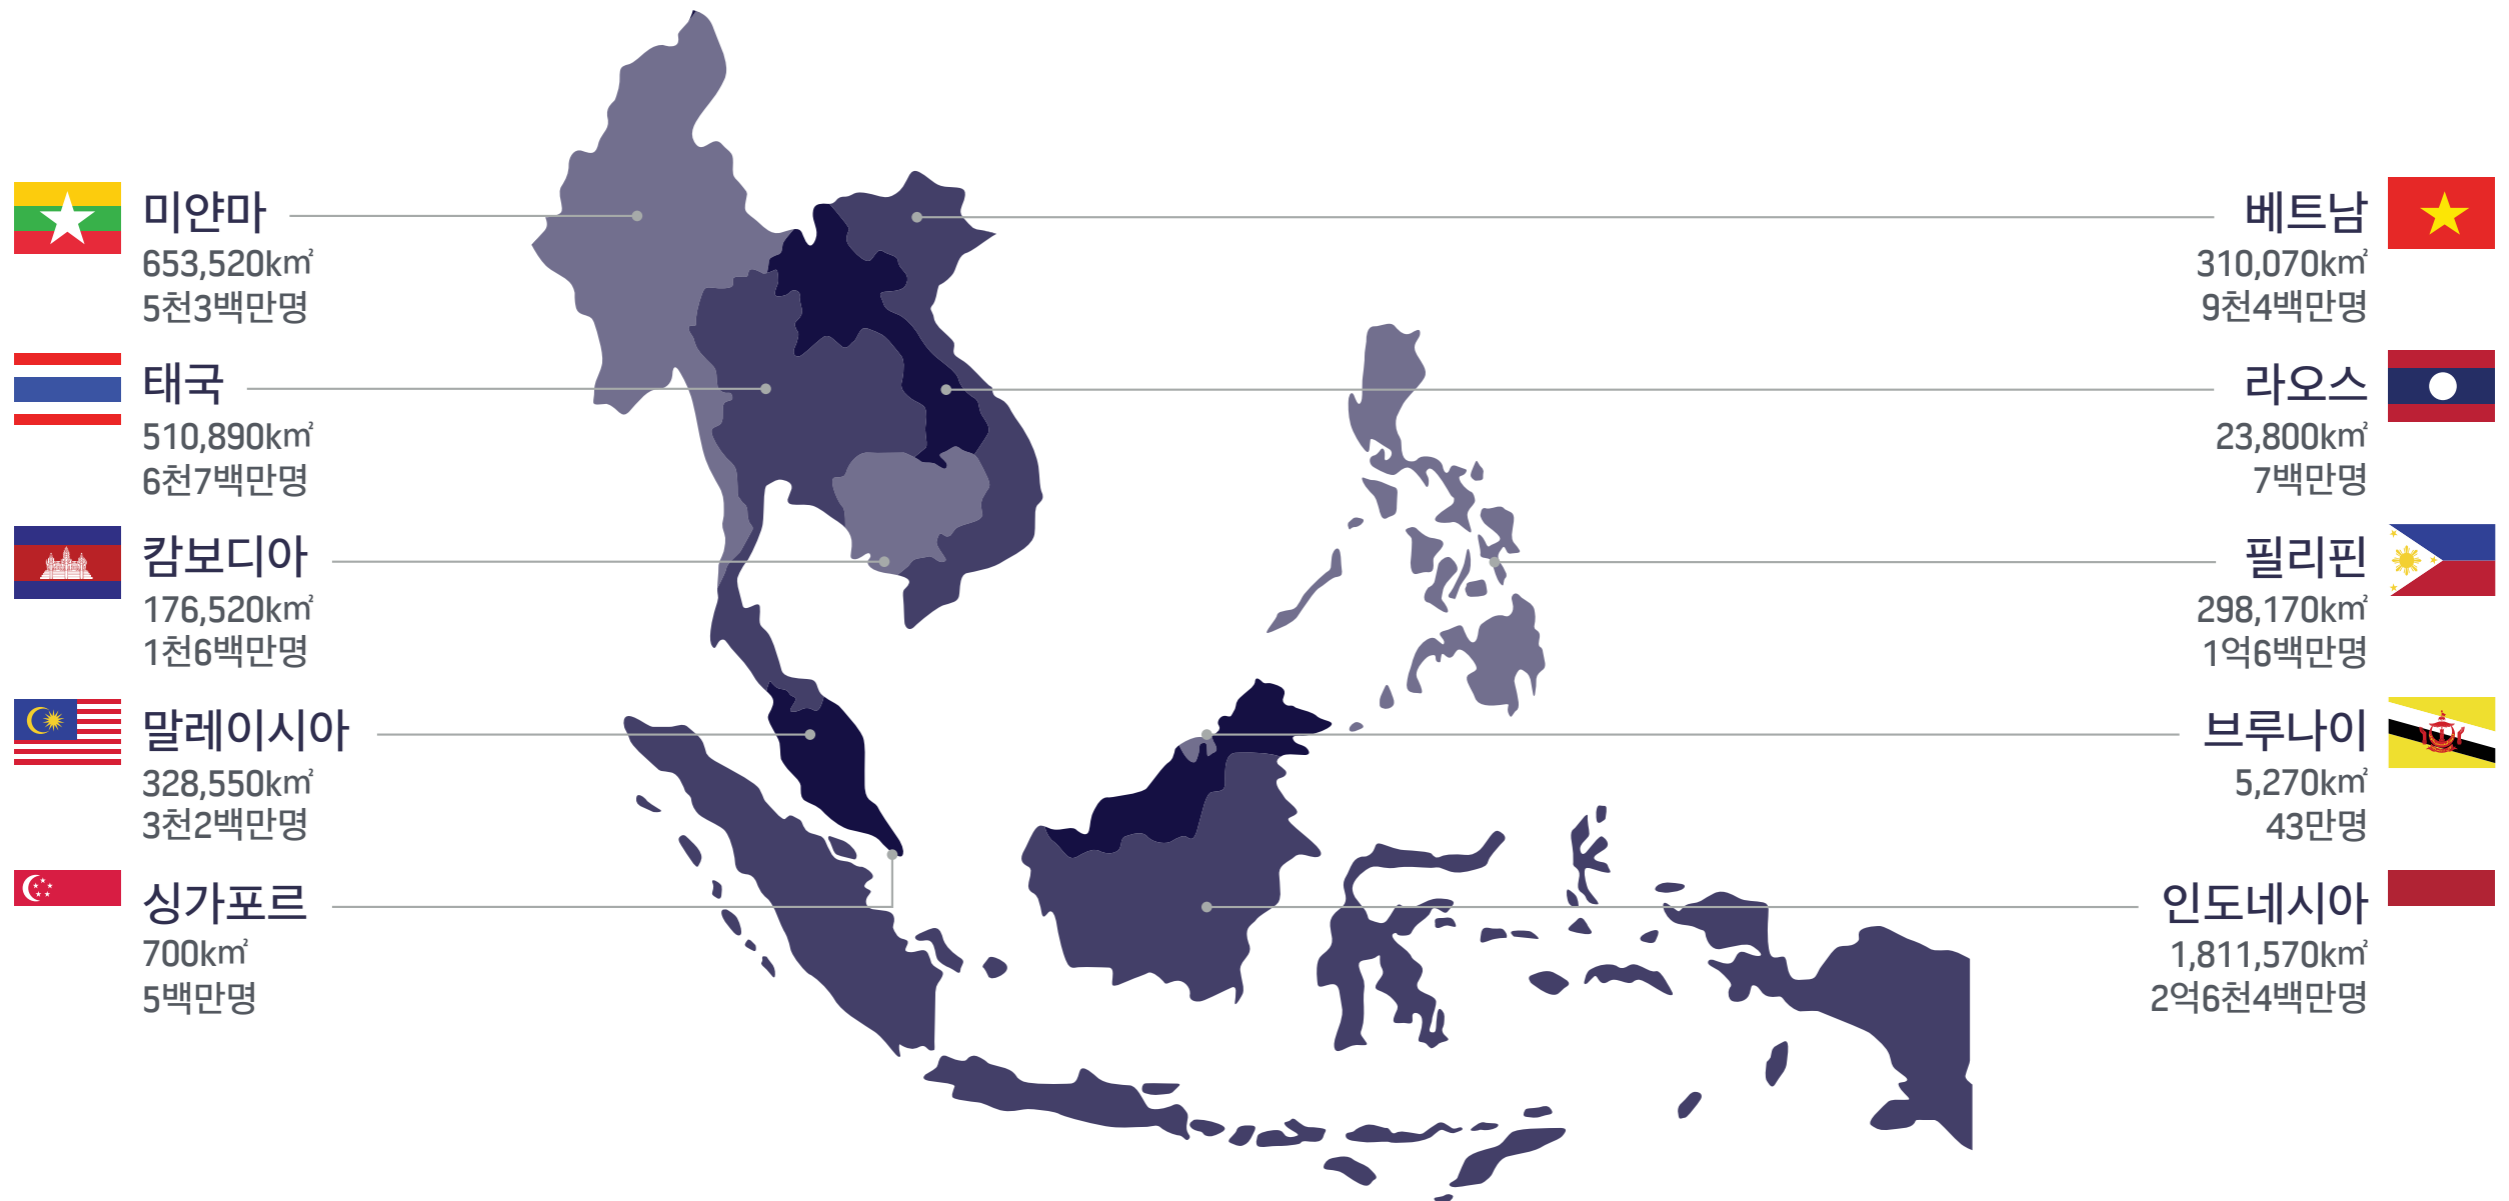 미얀마
653,520km²
5천3백만명
태국
510,890km²
6천7백만명
캄보디아
176,520km²
1천6백만명
말레이시아
328,550km²
3천2백만명
싱가포르
700km²
5백만명
베트남
310,070km²
9천4백만명
라오스
23,800km²
7백만명
필리핀
298,170km²
1억6백만명
브루나이
5,270km²
43만명
인도네시아
1,811,570km²
2억6천4백만명